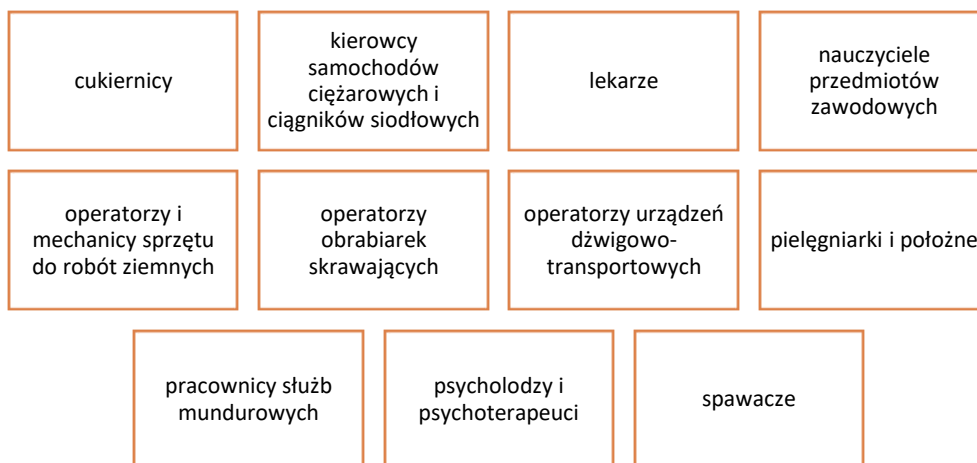 cukiernicy
kierowcy
samochodów
ciężarowych i
ciągników siodłowych
lekarze
nauczyciele
przedmiotów
zawodowych
operatorzy i
mechanicy sprzętu
do robót ziemnych
operatorzy
obrabiarek
skrawających
operatorzy urządzeń
dźwigowo-
transportowych
pielęgniarki i położne
pracownicy służb
mundurowych
psycholodzy i
psychoterapeuci
spawacze